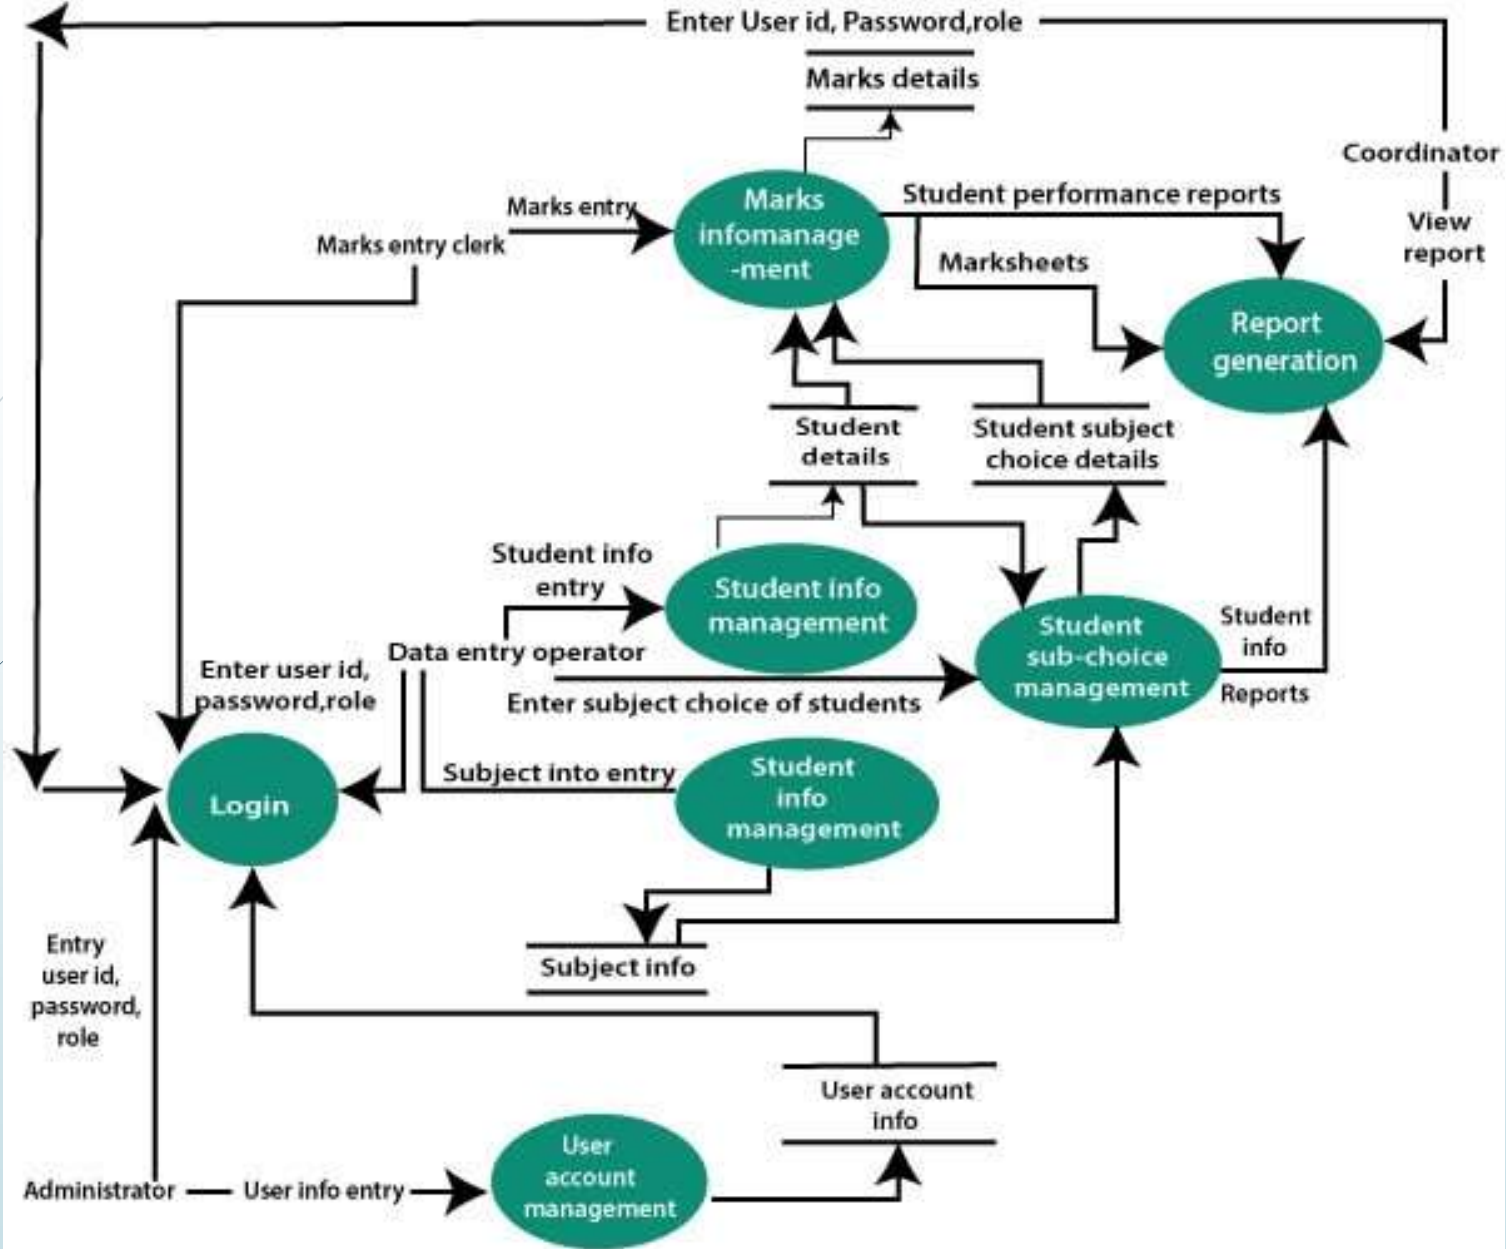 Enter User id, Password,role
Marks details
Coordinator
Marks
infomanage
-ment
Student performance reports
Marks entry
View
report
Marks entry clerk
Marksheets
Report
generation
Student
details
Student subject
choice details
Student info
entry
Student info
management
Student
sub-choice
management
Student
info
Reports
Data entry operator
Enter user id,
password,role
Enter subject choice of students
Login
Subject into entry
Student
info
management
Entry
user id,
password,
role
Subject info
User account
info
User
account
management
Administrator
User info entry